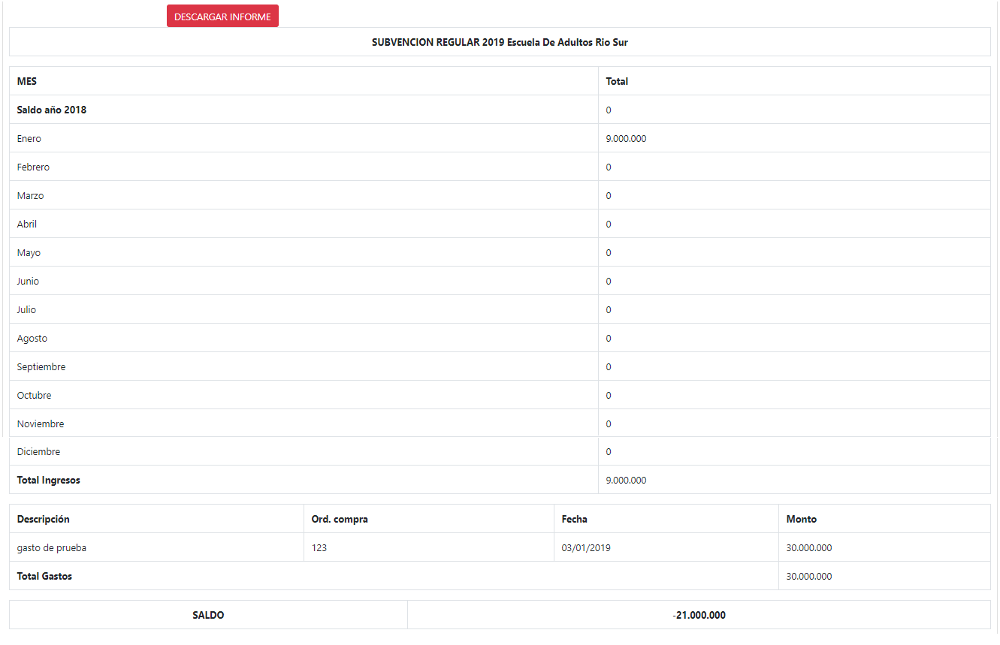 DESCARGAR INFORME
SUBVENCION REGULAR 2019 Escuela De Adultos Rio Sur
MES Total
Saldo año 2018 0
Enero 9.000.000
Febrero 0
Marzo 0
Abril 0
Mayo 0
Junio 0
Julio 0
Agosto 0
Septiembre 0
Octubre 0
Noviembre 0
Diciembre 0
Total Ingresos 9.000.000
Descripción Ord. compra Fecha Monto
gasto de prueba 123 03/01/2019 30.000.000
Total Gastos 30.000.000
SALDO -21.000.000